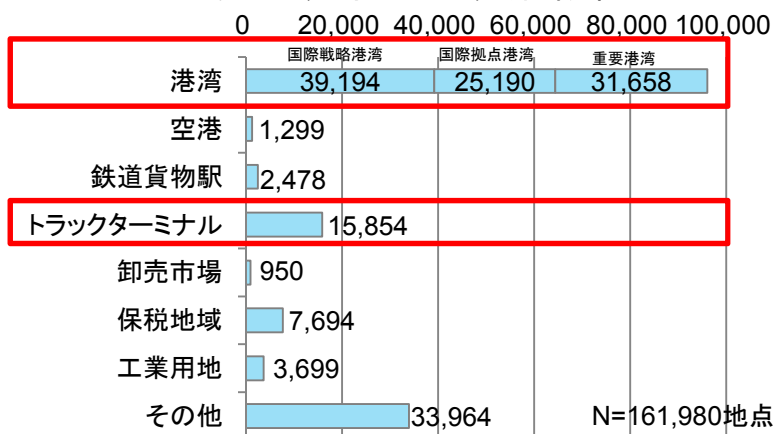 0 20,000 40,000 60,000 80,000 100,000
国際戦略港湾 国際拠点港湾 重要港湾
港湾 39,194 25,190 31,658
空港 1,299
鉄道貨物駅 2,478
トラックターミナル 15,854
卸売市場 950
保税地域 7,694
工業用地 3,699
その他 33,964 N=161,980地点